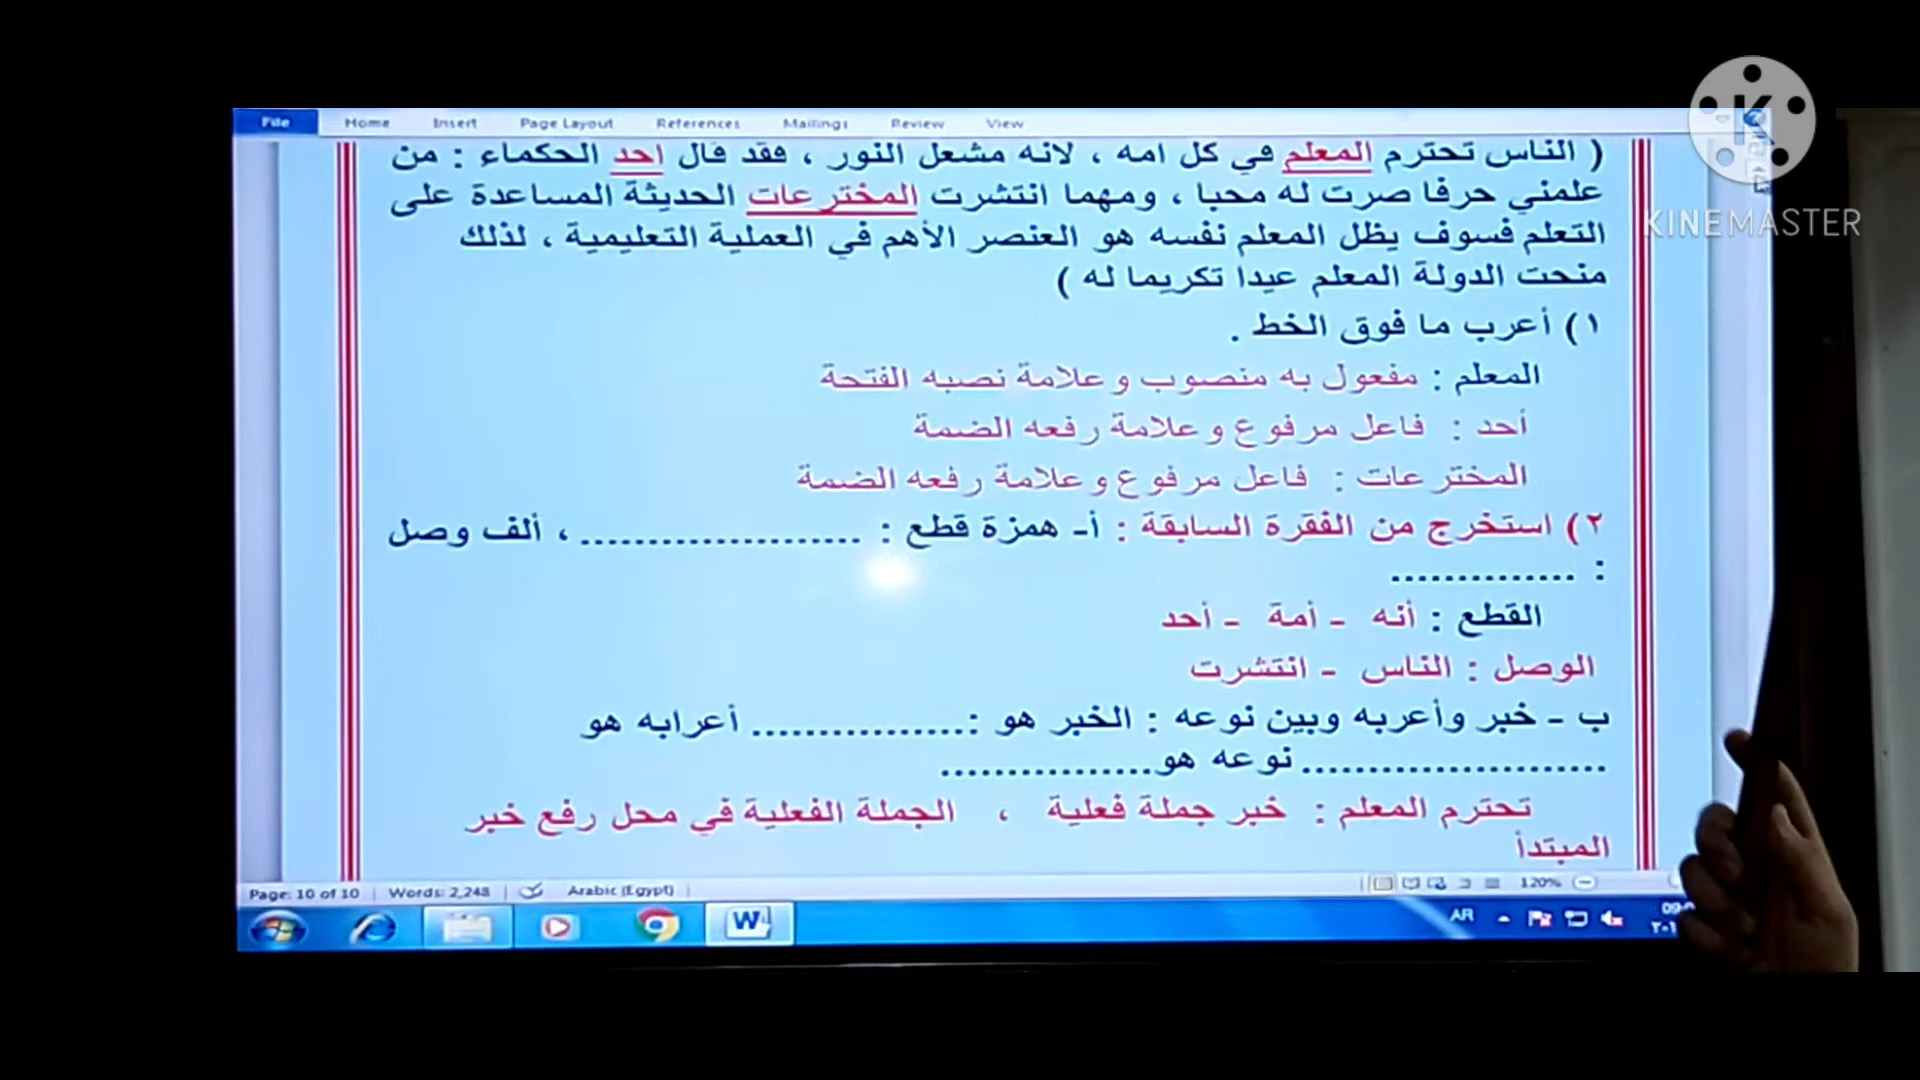 File Home Insert Page Layout References Mailings Review View
KINEMASTER
( الناس تحترم المعلم في كل امه ، لانه مشعل النور ، فقد قال احد الحكماء : من
علمني حرفا صرت له محبا ، ومهما انتشرت المخترعات الحديثة المساعدة على
التعلم فسوف يظل المعلم نفسه هو العنصر الأهم في العملية التعليمية ، لذلك
منحت الدولة المعلم عيدا تكريما له )
١) أعرب ما فوق الخط .
المعلم : مفعول به منصوب وعلامة نصبه الفتحة
أحد : فاعل مرفوع وعلامة رفعه الضمة
المخترعات : فاعل مرفوع وعلامة رفعه الضمة
٢) استخرج من الفقرة السابقة : أ- همزة قطع : ..................... ، ألف وصل
: ..............
القطع : أنه - أمة - أحد
الوصل : الناس - انتشرت
ب - خبر وأعربه وبين نوعه : الخبر هو :................ أعرابه هو
.......................نوعه هو................
تحترم المعلم : خبر جملة فعلية ، الجملة الفعلية في محل رفع خبر
المبتدأ
Page: 10 of 10 Words: 2,248 Arabic (Egypt) 120%
AR